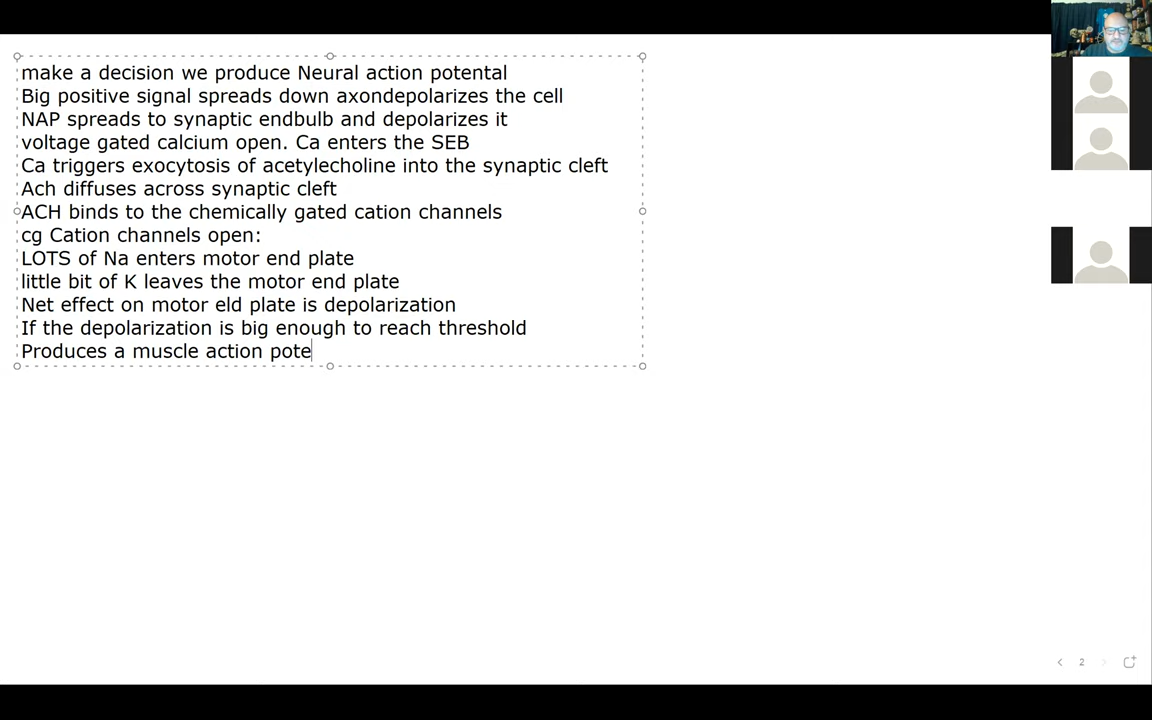 make a decision we produce Neural action potental
Big positive signal spreads down axondepolarizes the cell
NAP spreads to synaptic endbulb and depolarizes it
voltage gated calcium open. Ca enters the SEB
Ca triggers exocytosis of acetylecholine into the synaptic cleft
Ach diffuses across synaptic cleft
ACH binds to the chemically gated cation channels
cg Cation channels open:
LOTS of Na enters motor end plate
little bit of K leaves the motor end plate
Net effect on motor eld plate is depolarization
If the depolarization is big enough to reach threshold
Produces a muscle action pote
2